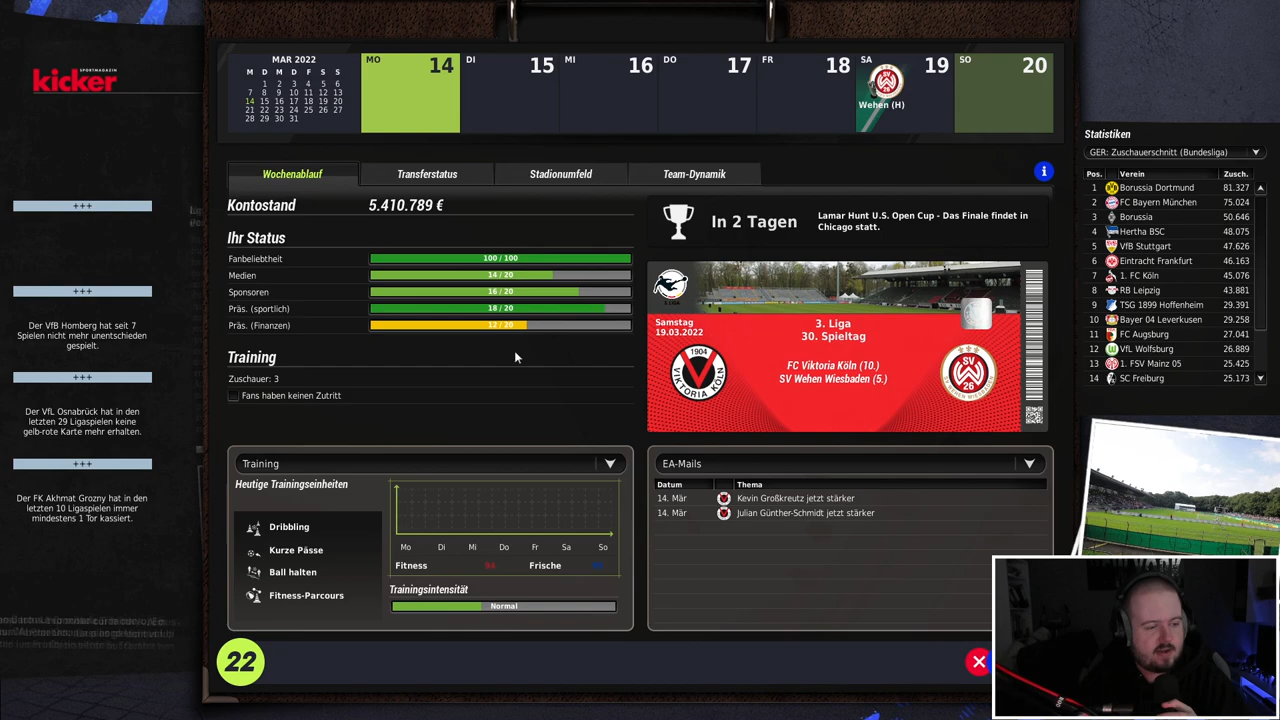 SPORTMAGAZIN
kicker
+++
+++
Der VfB Homberg hat seit 7
Spielen nicht mehr unentschieden
gespielt.
+++
Der VfL Osnabrück hat in den
letzten 29 Ligaspielen keine
gelb-rote Karte mehr erhalten.
+++
Der FK Akhmat Grozny hat in den
letzten 10 Ligaspielen immer
mindestens 1 Tor kassiert.
MAR 2022
M D M D F S S
1 2 3 4 5 6
7 8 9 10 11 12 13
14 15 16 17 18 19 20
21 22 23 24 25 26 27
28 29 30 31
MO 14
DI 15
MI 16
DO 17
FR 18
SA 19
Wehen (H)
SO 20
Wochenablauf Transferstatus Stadionumfeld Team-Dynamik
Kontostand 5.410.789 €
Ihr Status
Fanbeliebtheit 100 / 100
Medien 14 / 20
Sponsoren 16 / 20
Präs. (sportlich) 18 / 20
Präs. (Finanzen) 12 / 20
Training
Zuschauer: 3
Fans haben keinen Zutritt
In 2 Tagen
Lamar Hunt U.S. Open Cup - Das Finale findet in
Chicago statt.
3. LIGA
Samstag
19.03.2022
3. Liga
30. Spieltag
FC Viktoria Köln (10.)
SV Wehen Wiesbaden (5.)
1904
VIKTORIA KÖLN
Training
Heutige Trainingseinheiten
Dribbling
Kurze Pässe
Ball halten
Fitness-Parcours
Mo Di Mi Do Fr Sa So
Fitness 94 Frische
Trainingsintensität
Normal
EA-Mails
Datum Thema
14. Mär Kevin Großkreutz jetzt stärker
14. Mär Julian Günther-Schmidt jetzt stärker
22
Statistiken
GER: Zuschauerschnitt (Bundesliga)
Pos. Verein Zusch.
1 Borussia Dortmund 81.327
2 FC Bayern München 75.024
3 Borussia 50.646
4 Hertha BSC 48.075
5 VfB Stuttgart 47.626
6 Eintracht Frankfurt 46.163
7 1. FC Köln 45.076
8 RB Leipzig 43.881
9 TSG 1899 Hoffenheim 29.391
10 Bayer 04 Leverkusen 29.258
11 FC Augsburg 27.041
12 VfL Wolfsburg 26.889
13 1. FSV Mainz 05 25.425
14 SC Freiburg 25.173